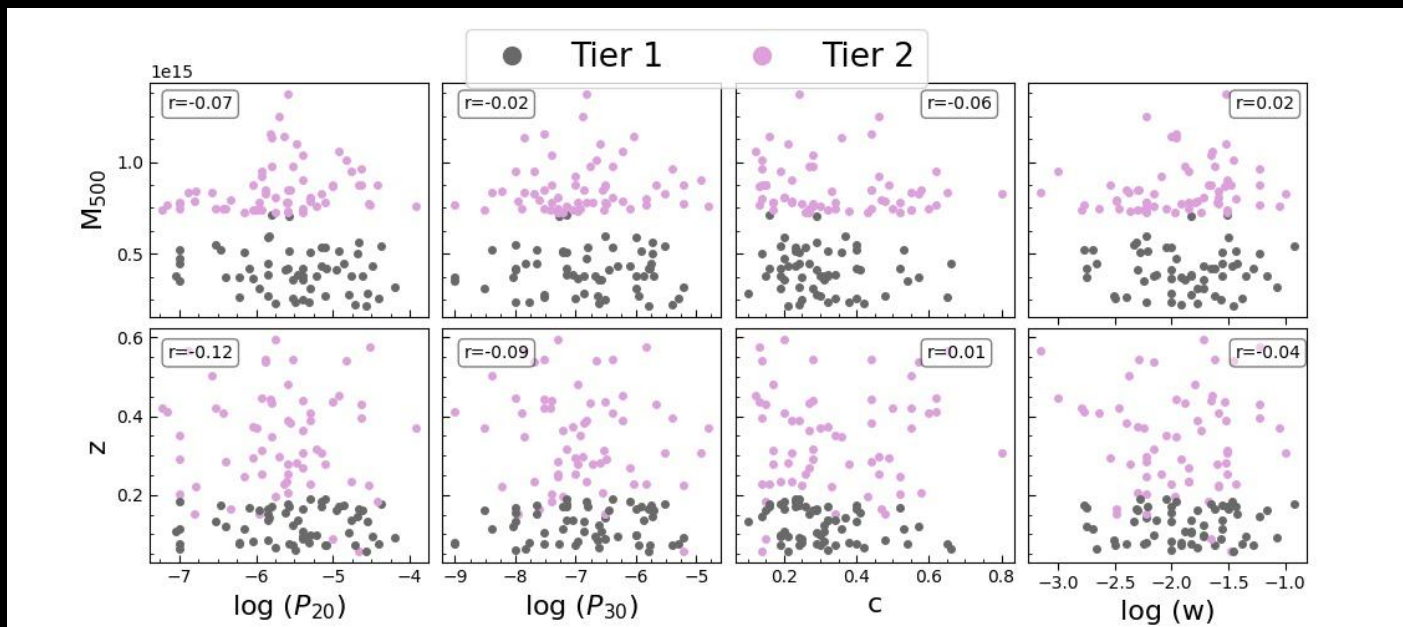 Tier 1 Tier 2
1e15
r=-0.07 r=-0.02 r=-0.06 r=0.02
1.0
M500
0.5
0.6
r=-0.12 r=-0.09 r=0.01 r=-0.04
0.4
z
0.2
−7 −6 −5 −4 −9 −8 −7 −6 −5 0.2 0.4 0.6 0.8 −3.0 −2.5 −2.0 −1.5 −1.0
log (P20) log (P30) c log (w)